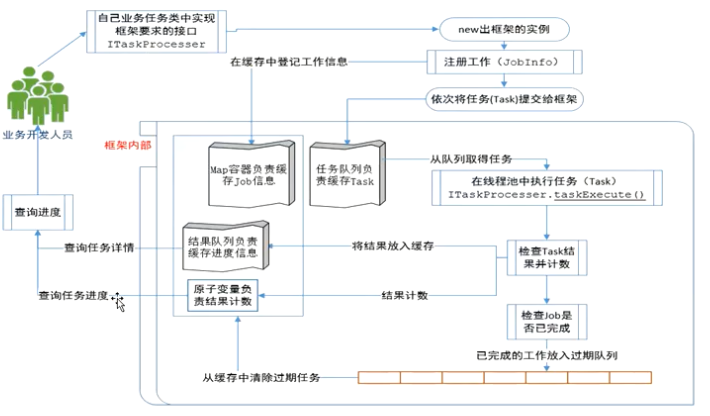 自己业务任务类中实现
框架要求的接口
ITaskProcesser
new出框架的实例
在缓存中登记工作信息
注册工作（JobInfo）
依次将任务(Task)提交给框架
业务开发人员
框架内部
Map容器负责缓
存Job信息
任务队列负
责缓存Task
从队列取得任务
在线程池中执行任务（Task）
ITaskProcesser.taskExecute()
查询进度
查询任务详情
结果队列负责
缓存进度信息
将结果放入缓存
检查Task结
果并计数
查询任务进度
原子变量负
责结果计数
结果计数
检查Job是
否已完成
已完成的工作放入过期队列
从缓存中清除过期任务